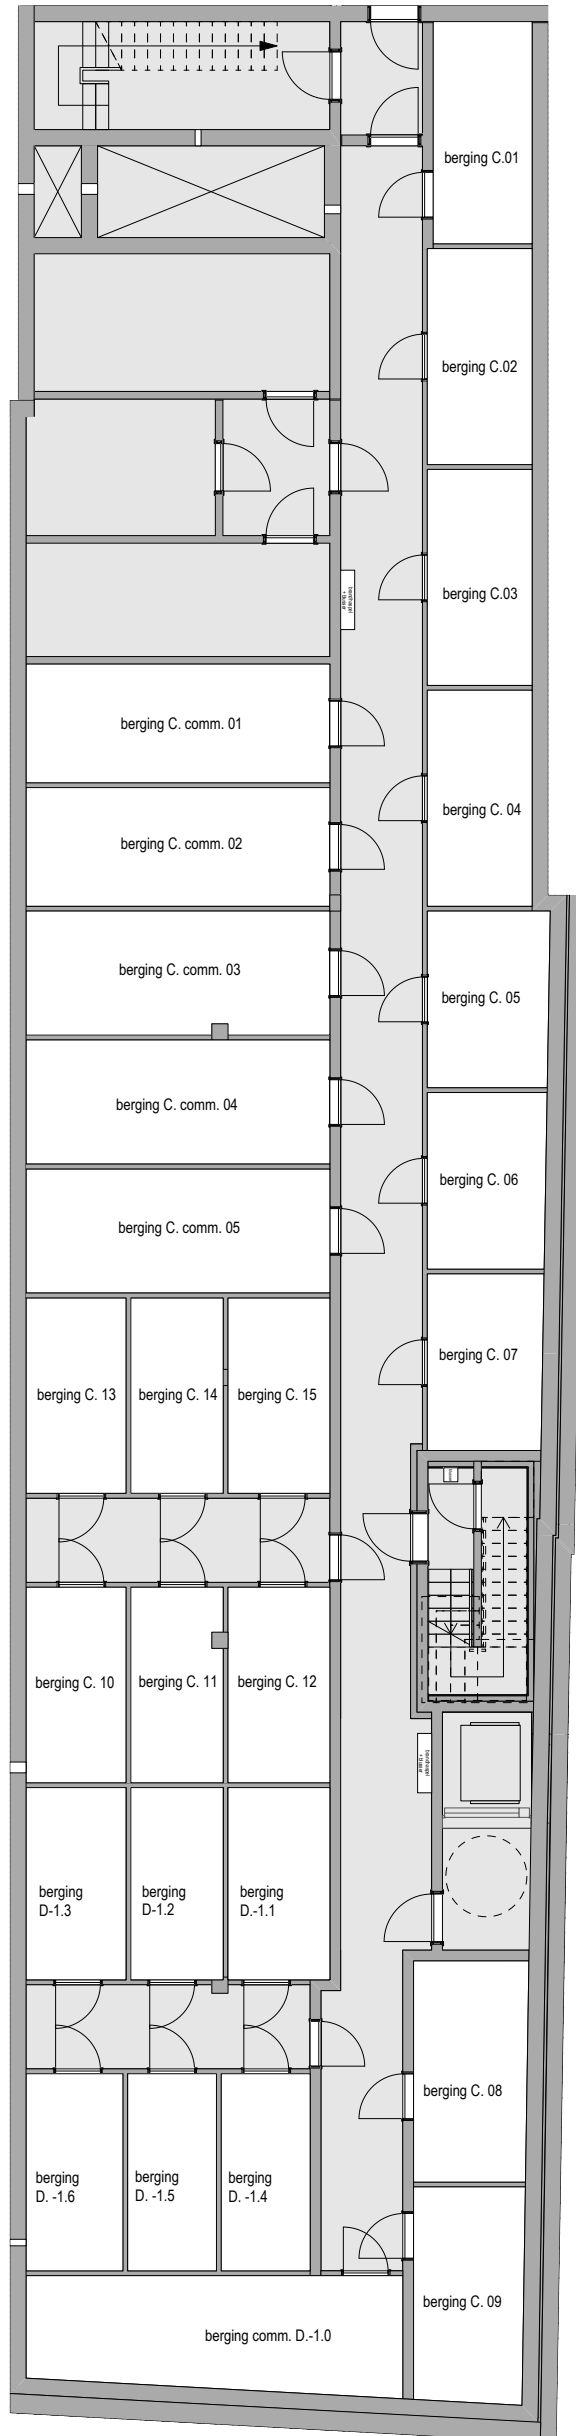 berging C.01
berging C.02
berging C.03
berging C. comm. 01
berging C. 04
berging C. comm. 02
berging C. comm. 03
berging C. 05
berging C. comm. 04
berging C. 06
berging C. comm. 05
berging C. 07
berging C. 13
berging C. 14
berging C. 15
berging C. 10
berging C. 11
berging C. 12
berging
D-1.3
berging
D-1.2
berging
D.-1.1
berging C. 08
berging
D. -1.6
berging
D. -1.5
berging
D. -1.4
berging C. 09
berging comm. D.-1.0